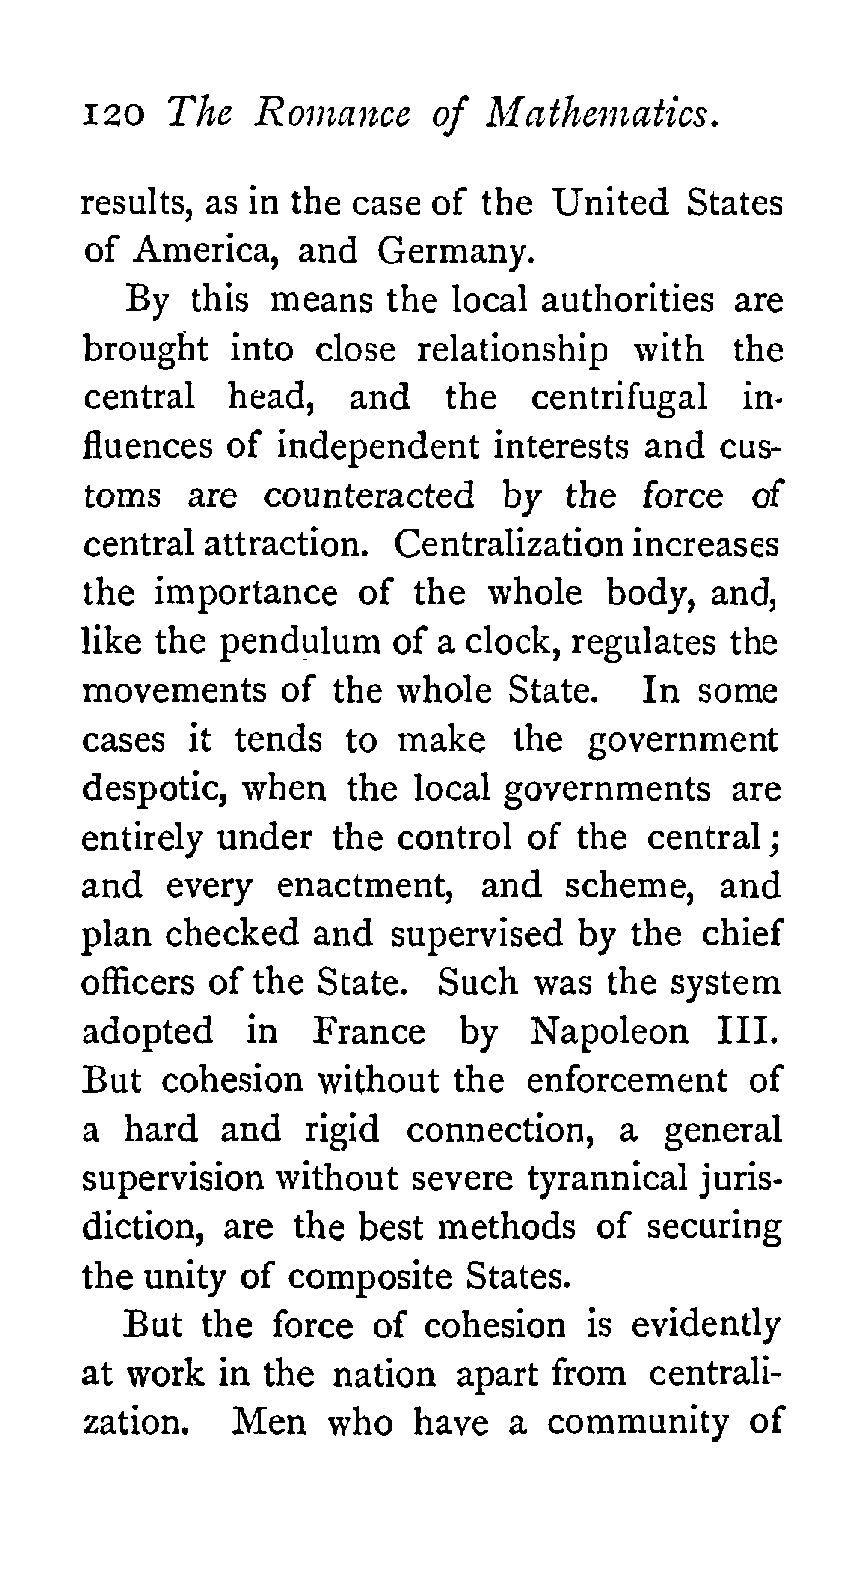 120 The Romance of Mathematics.
results, as in the case of the United States
of America, and Germany.
By this means the local authorities are
brought into close relationship with the
central head, and the centrifugal in-
fluences of independent interests and cus-
toms are counteracted by the force of
central attraction. Centralization increases
the importance of the whole body, and,
like the pendulum of a clock, regulates the
movements of the whole State. In some
cases it tends to make the government
despotic, when the local governments are
entirely under the control of the central;
and every enactment, and scheme, and
plan checked and supervised by the chief
officers of the State. Such was the system
adopted in France by Napoleon III.
But cohesion without the enforcement of
a hard and rigid connection, a general
supervision without severe tyrannical juris-
diction, are the best methods of securing
the unity of composite States.
But the force of cohesion is evidently
at work in the nation apart from centrali-
zation. Men who have a community of